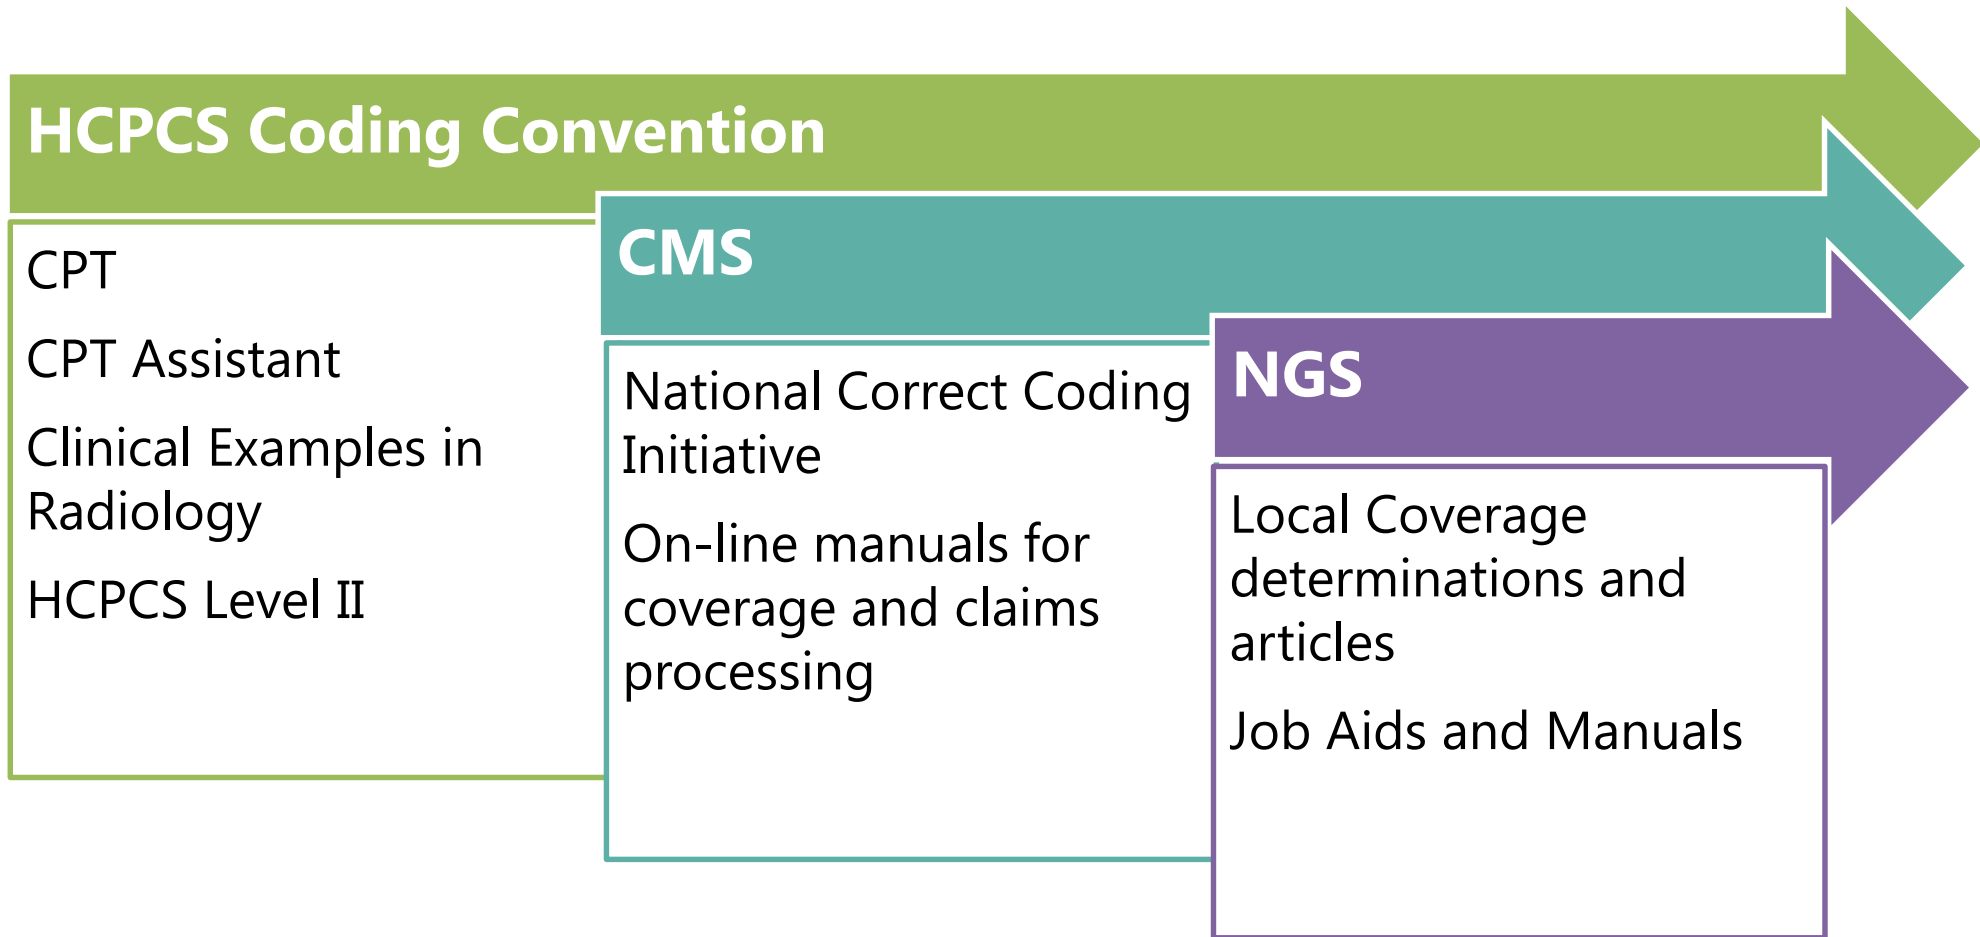 HCPCS Coding Convention
CPT
CPT Assistant
Clinical Examples in
Radiology
HCPCS Level II
CMS
National Correct Coding
Initiative
On-line manuals for
coverage and claims
processing
NGS
Local Coverage
determinations and
articles
Job Aids and Manuals